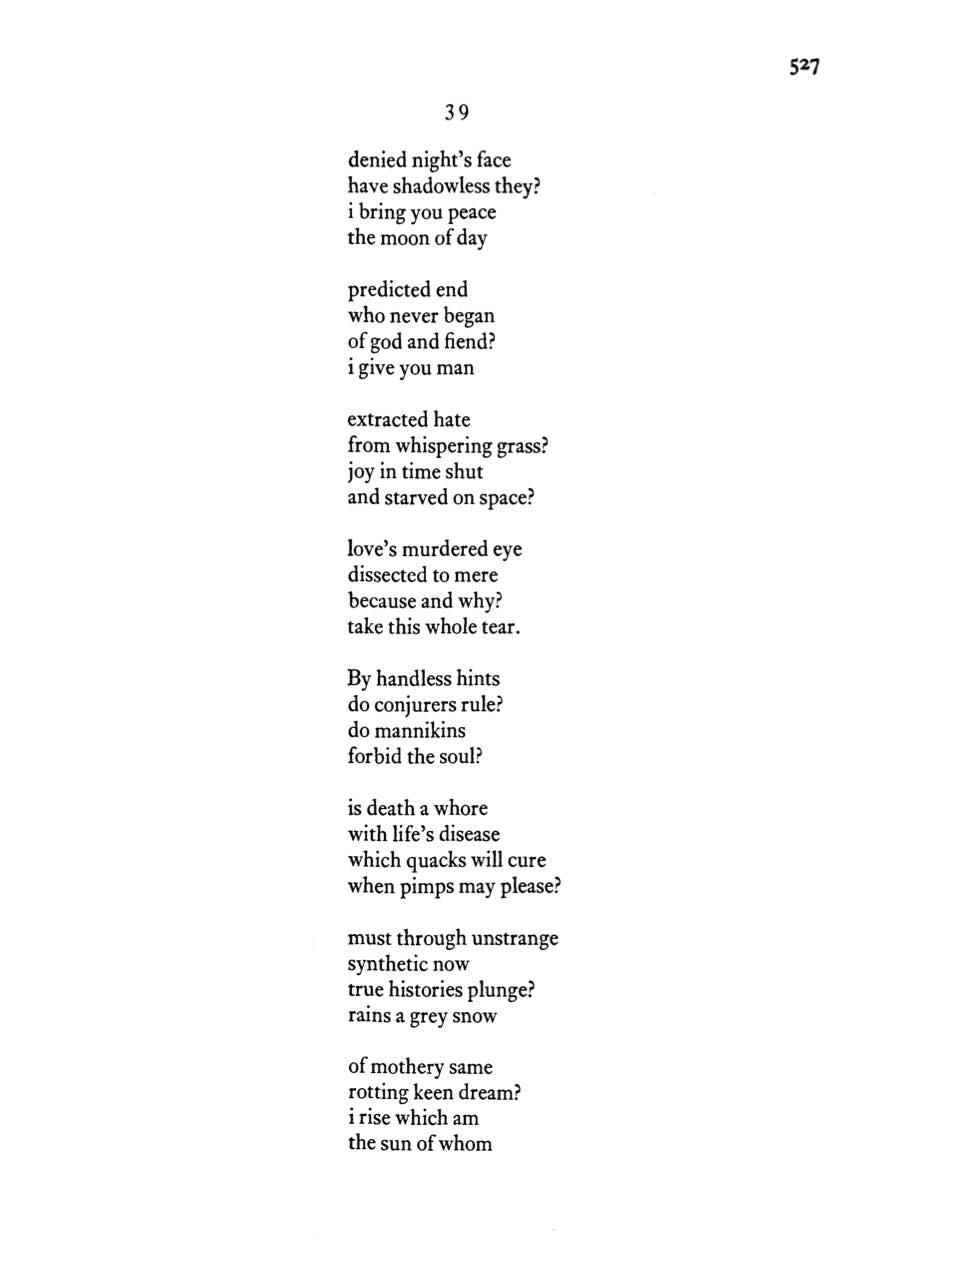 527
39
denied night's face
have shadowless they?
i bring you peace
the moon of day
predicted end
who never began
of god and fiend?
i give you man
extracted hate
from whispering grass?
joy in time shut
and starved on space?
love's murdered eye
dissected to mere
because and why?
take this whole tear.
By handless hints
do conjurers rule?
do mannikins
forbid the soul?
is death a whore
with life's disease
which quacks will cure
when pimps may please?
must through unstrange
synthetic now
true histories plunge?
rains a grey snow
of mothery same
rotting keen dream?
i rise which am
the sun of whom